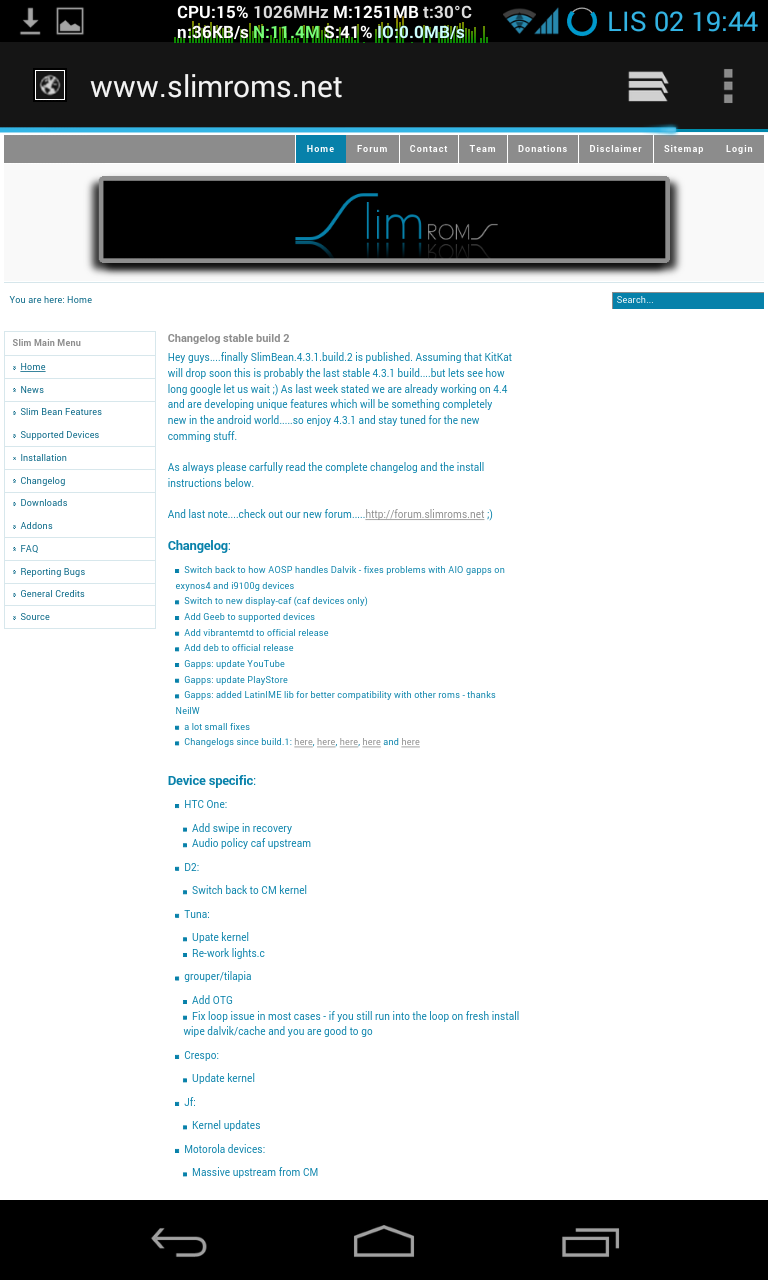 CPU:15% 1026MHz M:1251MB t:30°C
n:36KB/s N:11.4M S:41% IO:0.0MB/s
LIS 02 19:44
www.slimroms.net
Home Forum Contact Team Donations Disclaimer Sitemap Login
Slim ROMS
You are here: Home
Search...
Slim Main Menu
Home
News
Slim Bean Features
Supported Devices
Installation
Changelog
Downloads
Addons
FAQ
Reporting Bugs
General Credits
Source
Changelog stable build 2
Hey guys....finally SlimBean.4.3.1.build.2 is published. Assuming that KitKat
will drop soon this is probably the last stable 4.3.1 build....but lets see how
long google let us wait ;) As last week stated we are already working on 4.4
and are developing unique features which will be something completely
new in the android world.....so enjoy 4.3.1 and stay tuned for the new
comming stuff.
As always please carfully read the complete changelog and the install
instructions below.
And last note....check out our new forum.....http://forum.slimroms.net ;)
Changelog:
Switch back to how AOSP handles Dalvik - fixes problems with AIO gapps on
exynos4 and i9100g devices
Switch to new display-caf (caf devices only)
Add Geeb to supported devices
Add vibrantemtd to official release
Add deb to official release
Gapps: update YouTube
Gapps: update PlayStore
Gapps: added LatinIME lib for better compatibility with other roms - thanks
NeilW
a lot small fixes
Changelogs since build.1: here, here, here, here and here
Device specific:
HTC One:
Add swipe in recovery
Audio policy caf upstream
D2:
Switch back to CM kernel
Tuna:
Upate kernel
Re-work lights.c
grouper/tilapia
Add OTG
Fix loop issue in most cases - if you still run into the loop on fresh install
wipe dalvik/cache and you are good to go
Crespo:
Update kernel
Jf:
Kernel updates
Motorola devices:
Massive upstream from CM